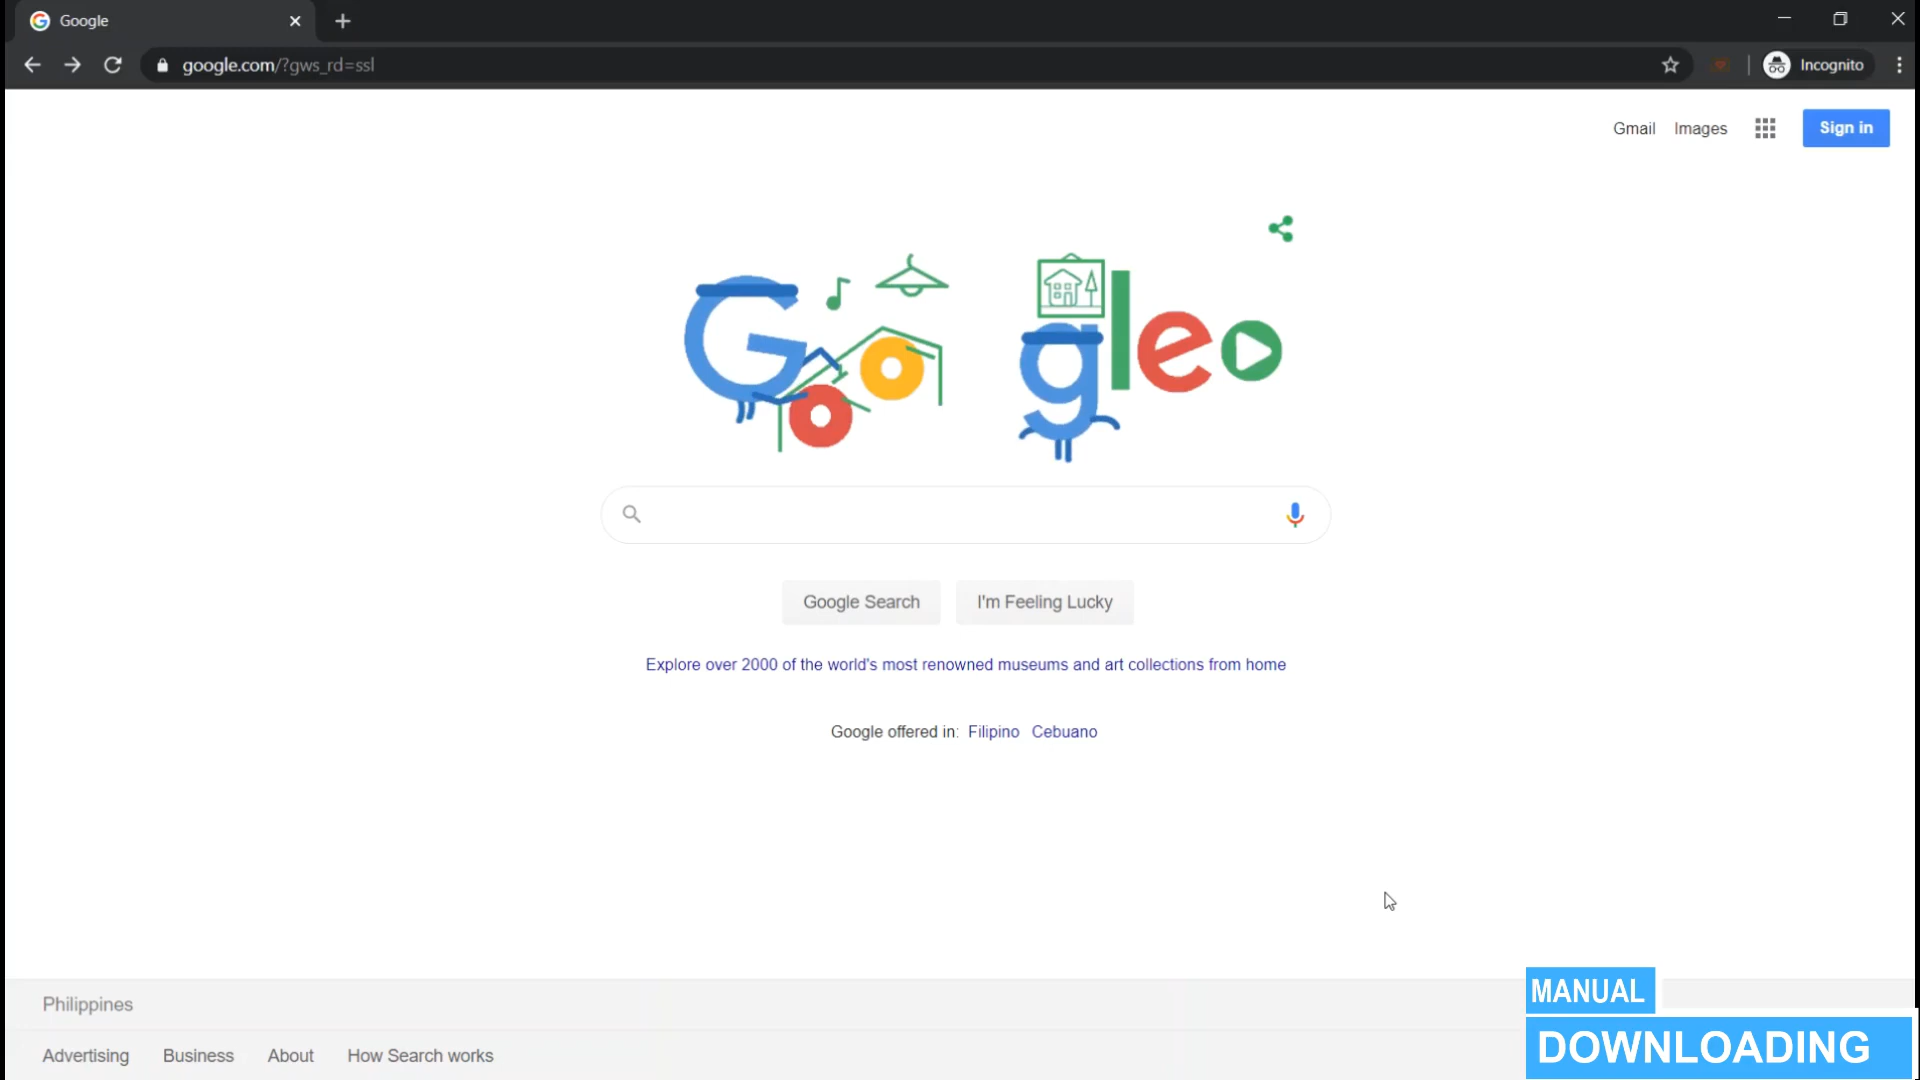 Google
google.com/?gws_rd=ssl
Incognito
Gmail Images Sign in
Google
Google Search I'm Feeling Lucky
Explore over 2000 of the world's most renowned museums and art collections from home
Google offered in: Filipino Cebuano
Philippines
MANUAL
Advertising Business About How Search works
DOWNLOADING